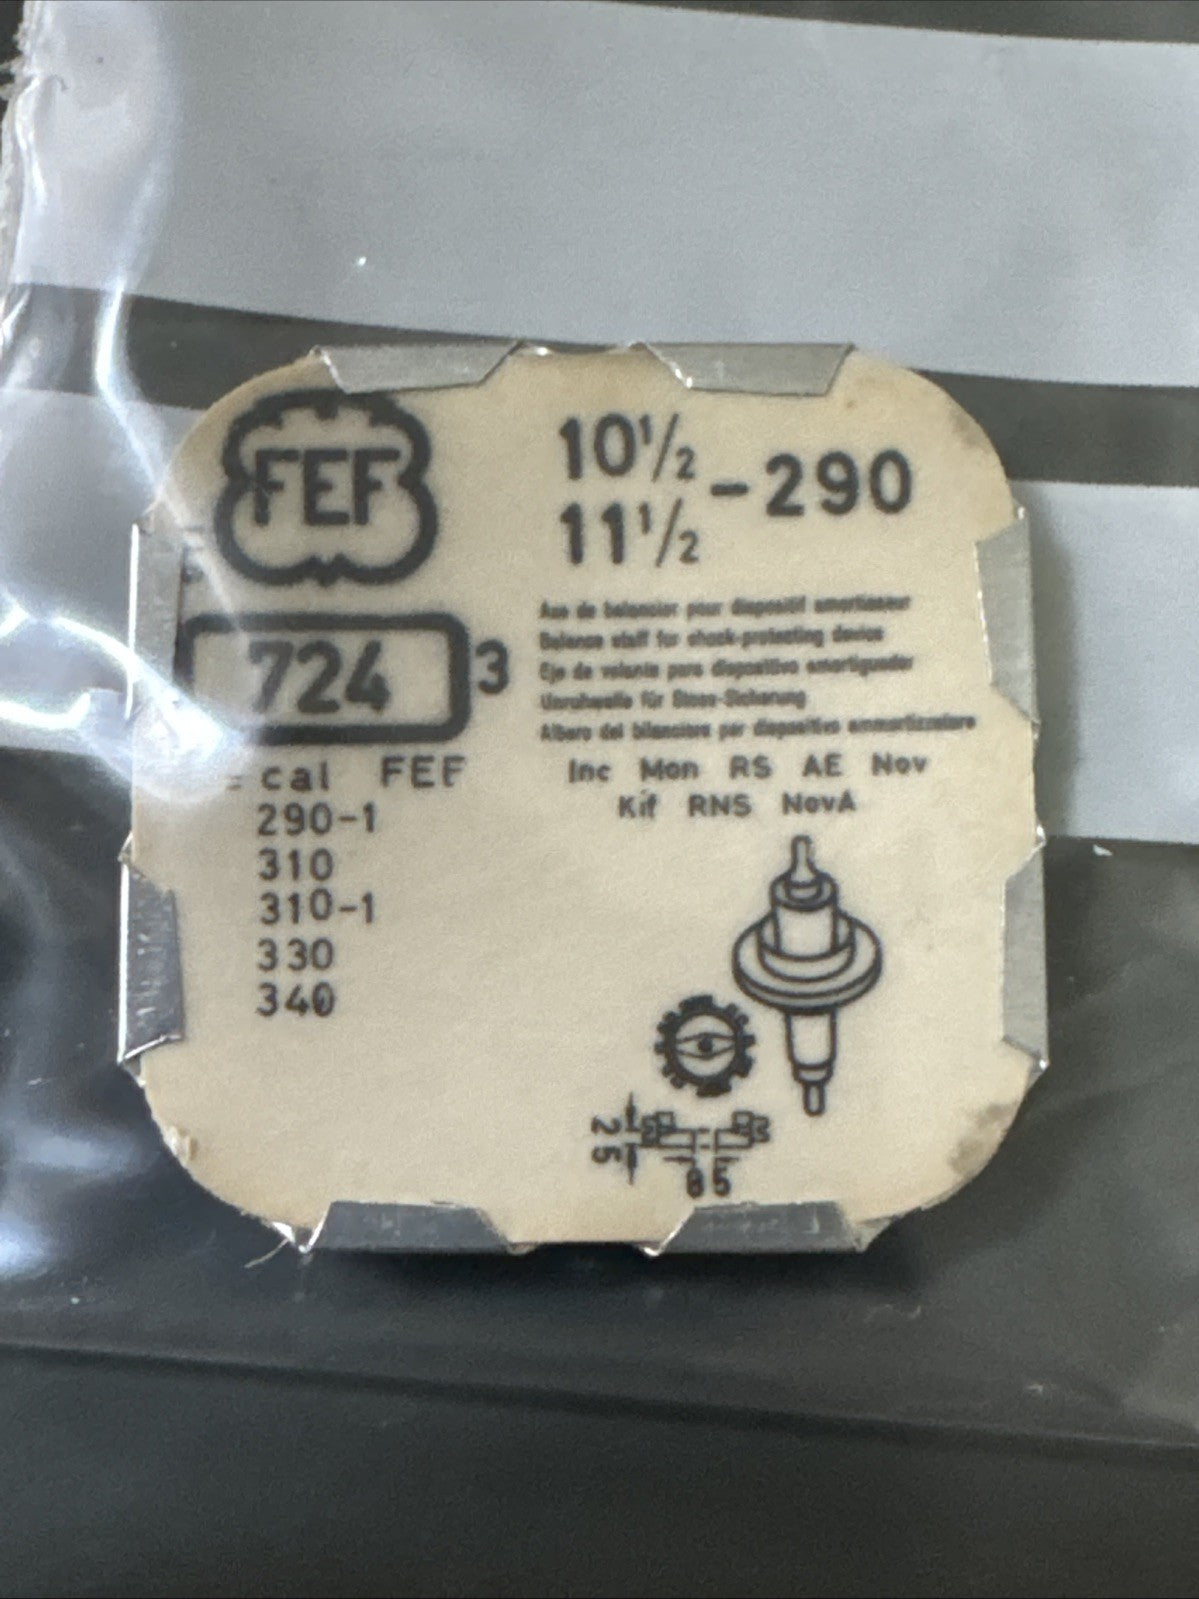 FEF
10½
11½ -290
724 3
Axe de balancier pour dispositif amortisseur
Balance staff for shock-protecting device
Eje de volante para dispositivo amortiguador
Unruhwelle für Stoss-Sicherung
Albero del bilanciere per dispositivo ammortizzatore
= cal FEF
290-1
310
310-1
330
340
Inc Mon RS AE Nov
Kif RNS NovA
25
85